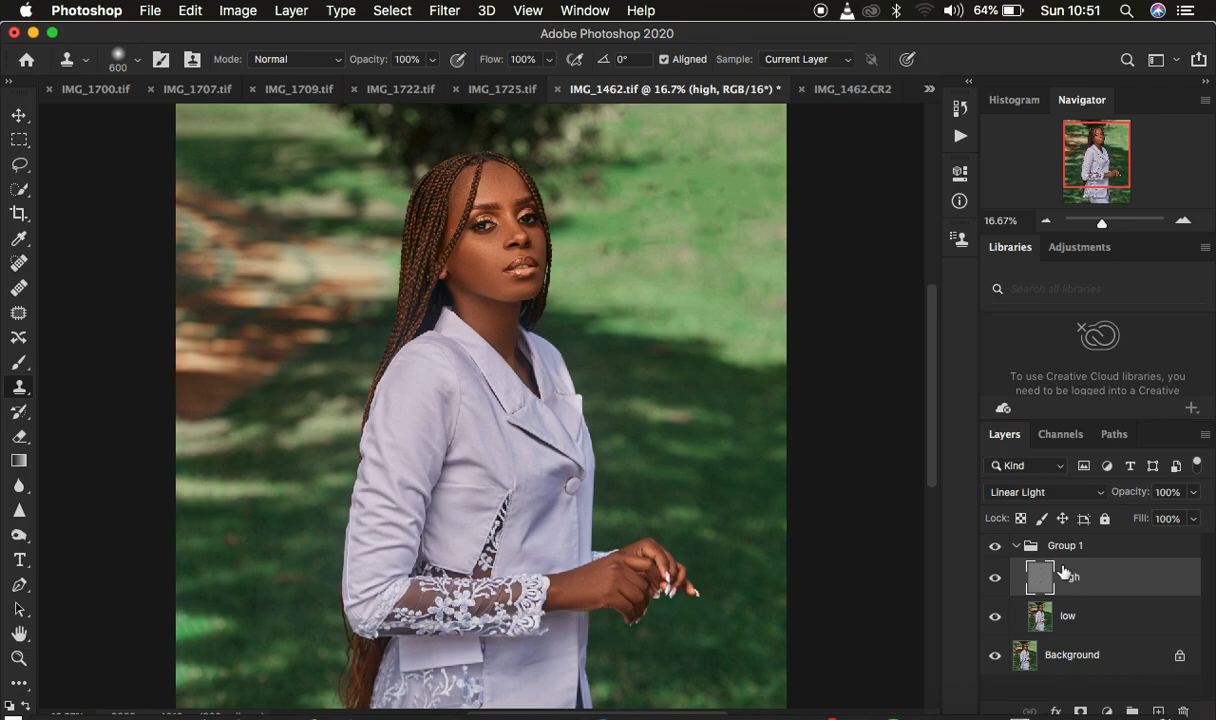 Photoshop File Edit Image Layer Type Select Filter 3D View Window Help 64% Sun 10:51
Adobe Photoshop 2020
600 Mode: Normal Opacity: 100% Flow: 100% 0° Aligned Sample: Current Layer
IMG_1700.tif IMG_1707.tif IMG_1709.tif IMG_1722.tif IMG_1725.tif IMG_1462.tif @ 16.7% (high, RGB/16*) * IMG_1462.CR2
Histogram Navigator
16.67%
Libraries Adjustments
Search all libraries
To use Creative Cloud libraries, you
need to be logged into a Creative
Layers Channels Paths
Kind
Linear Light Opacity: 100%
Lock: Fill: 100%
Group 1
low
Background